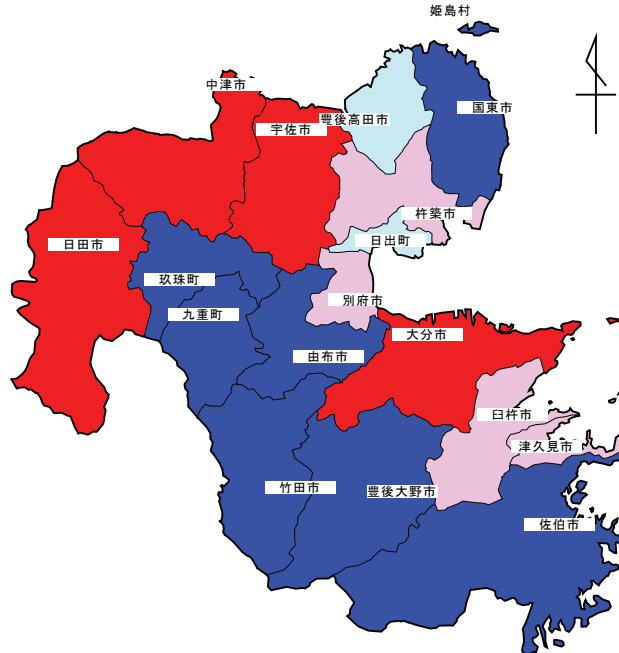 姫島村
中津市
国東市
豊後高田市
宇佐市
杵築市
日出町
日田市
玖珠町
別府市
九重町
大分市
由布市
臼杵市
津久見市
竹田市
豊後大野市
佐伯市